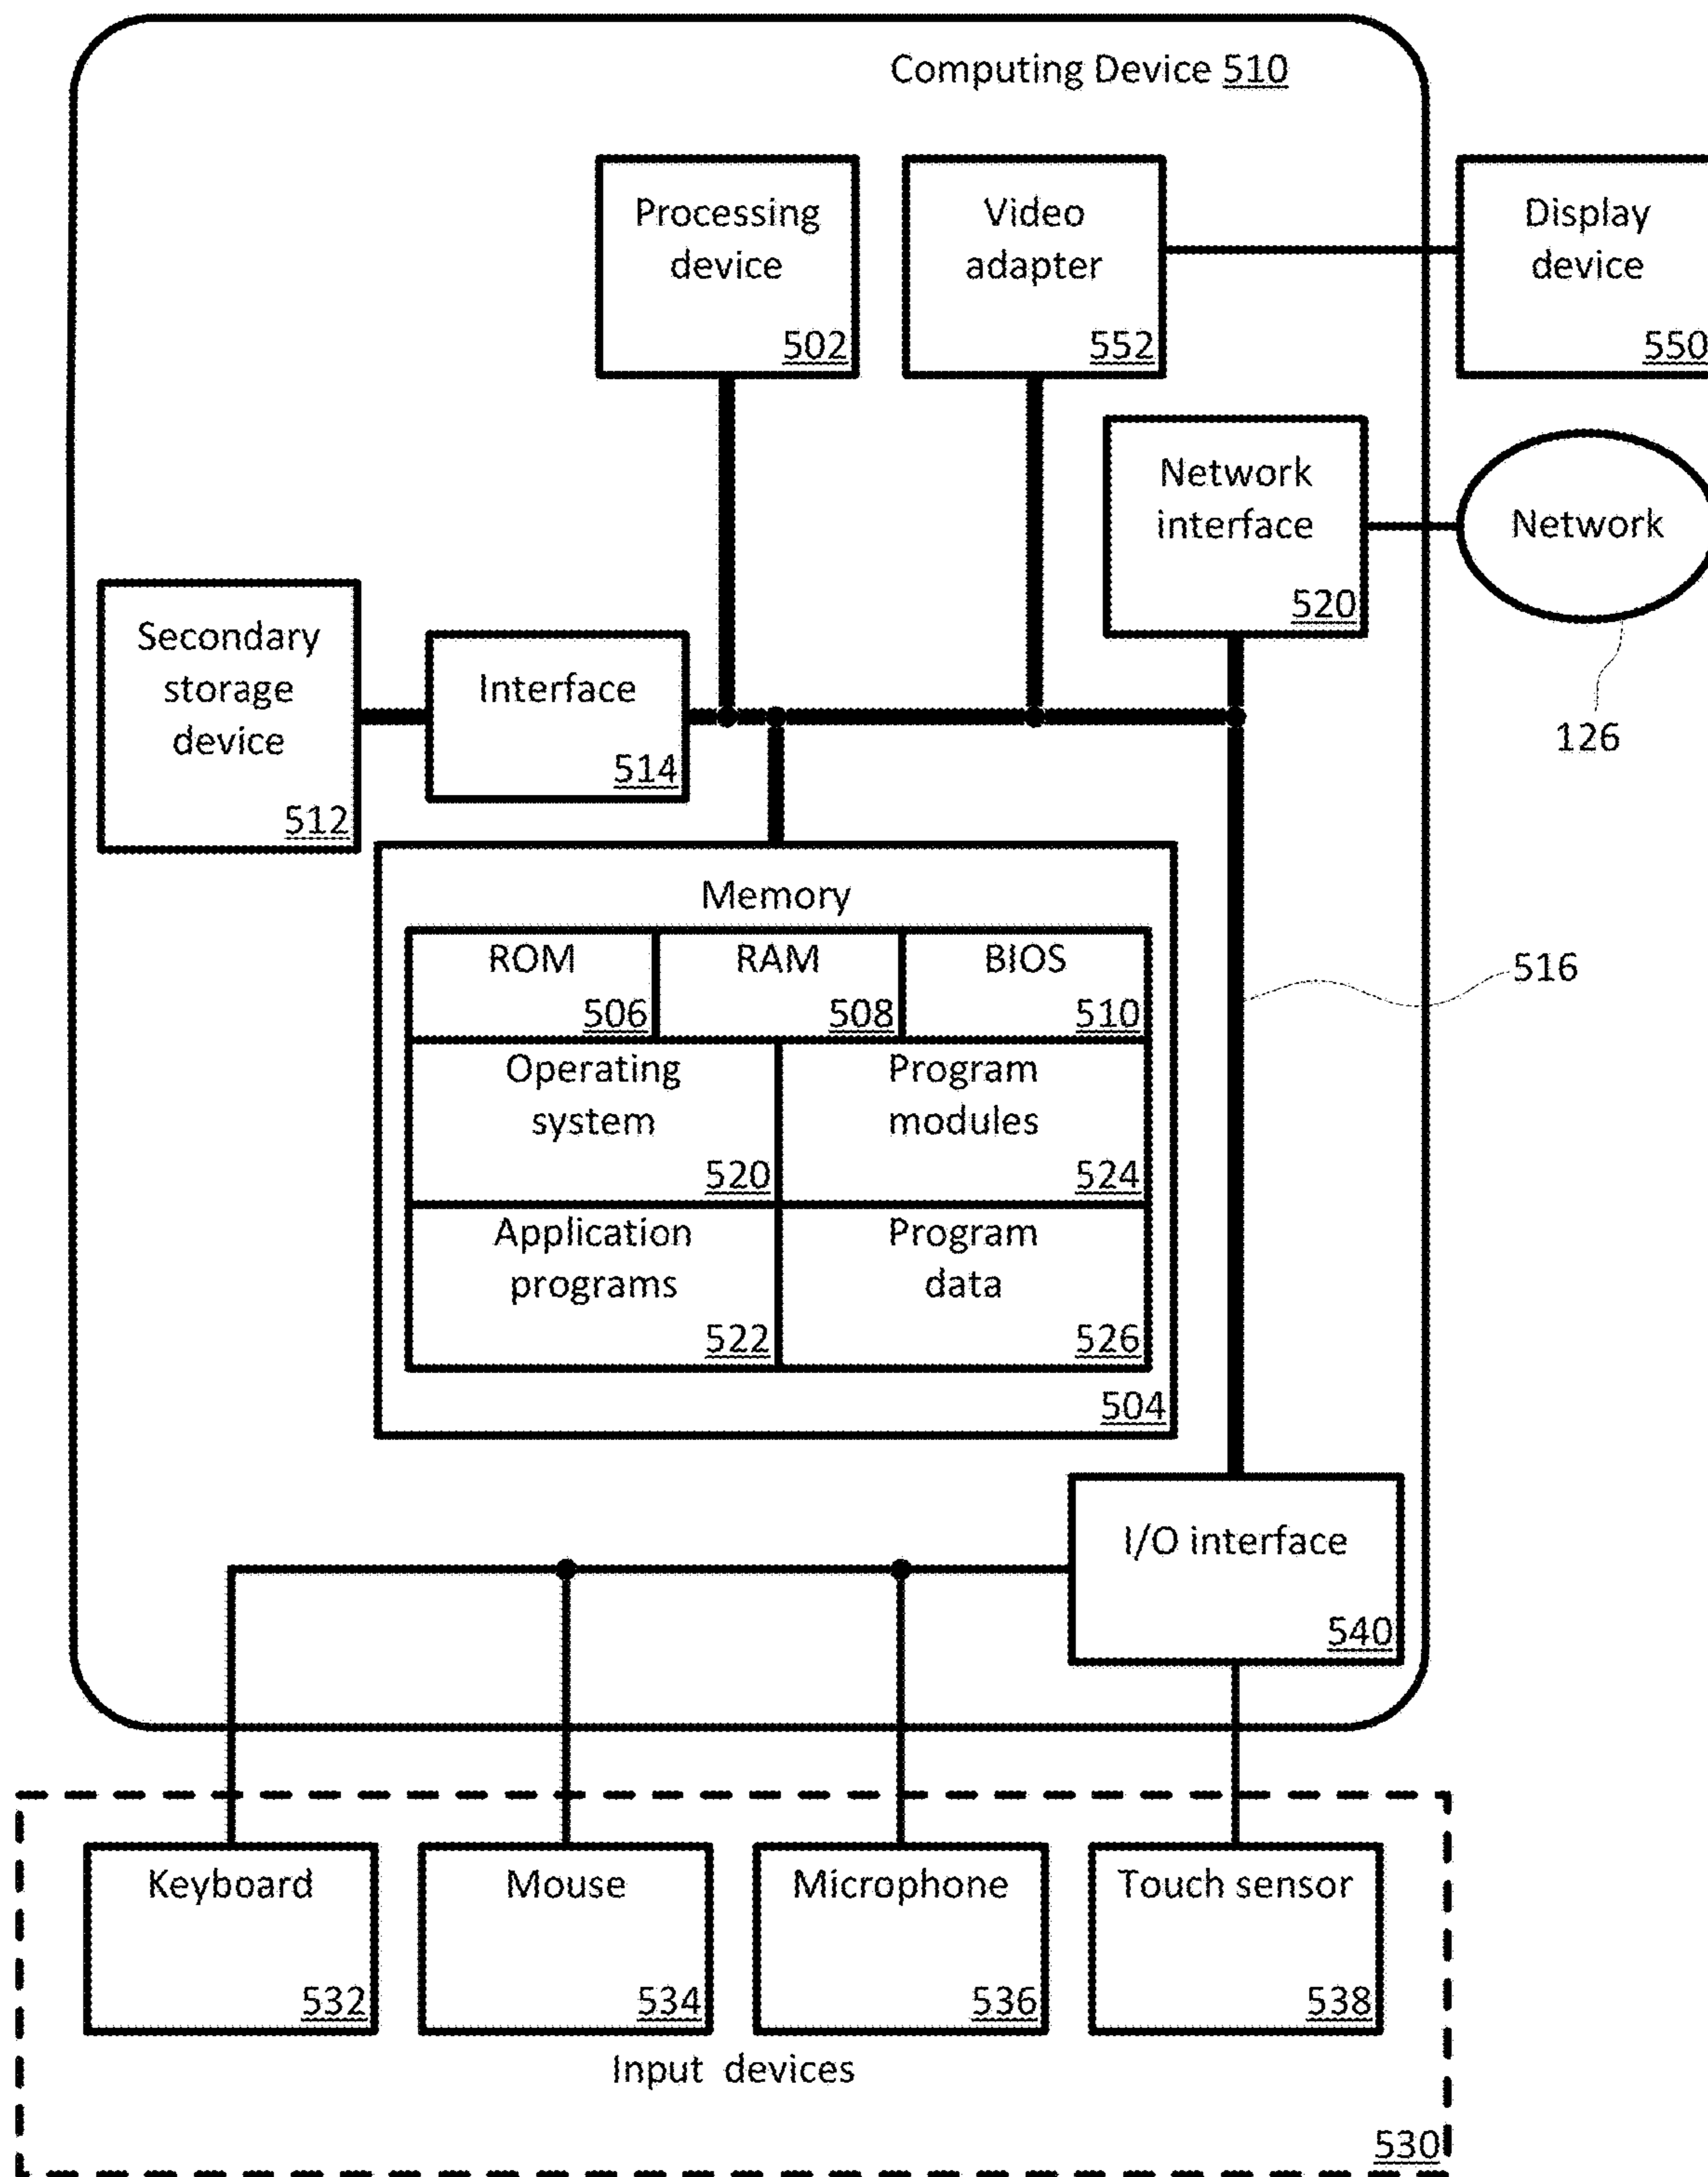 Computing Device 510
Processing
device
502
Video
adapter
552
Display
device
550
Network
interface
520
Network
126
Secondary
storage
device
512
Interface
514
Memory
ROM
506
RAM
508
BIOS
510
516
Operating
system
520
Program
modules
524
Application
programs
522
Program
data
526
504
I/O interface
540
Keyboard
532
Mouse
534
Microphone
536
Touch sensor
538
Input devices
530